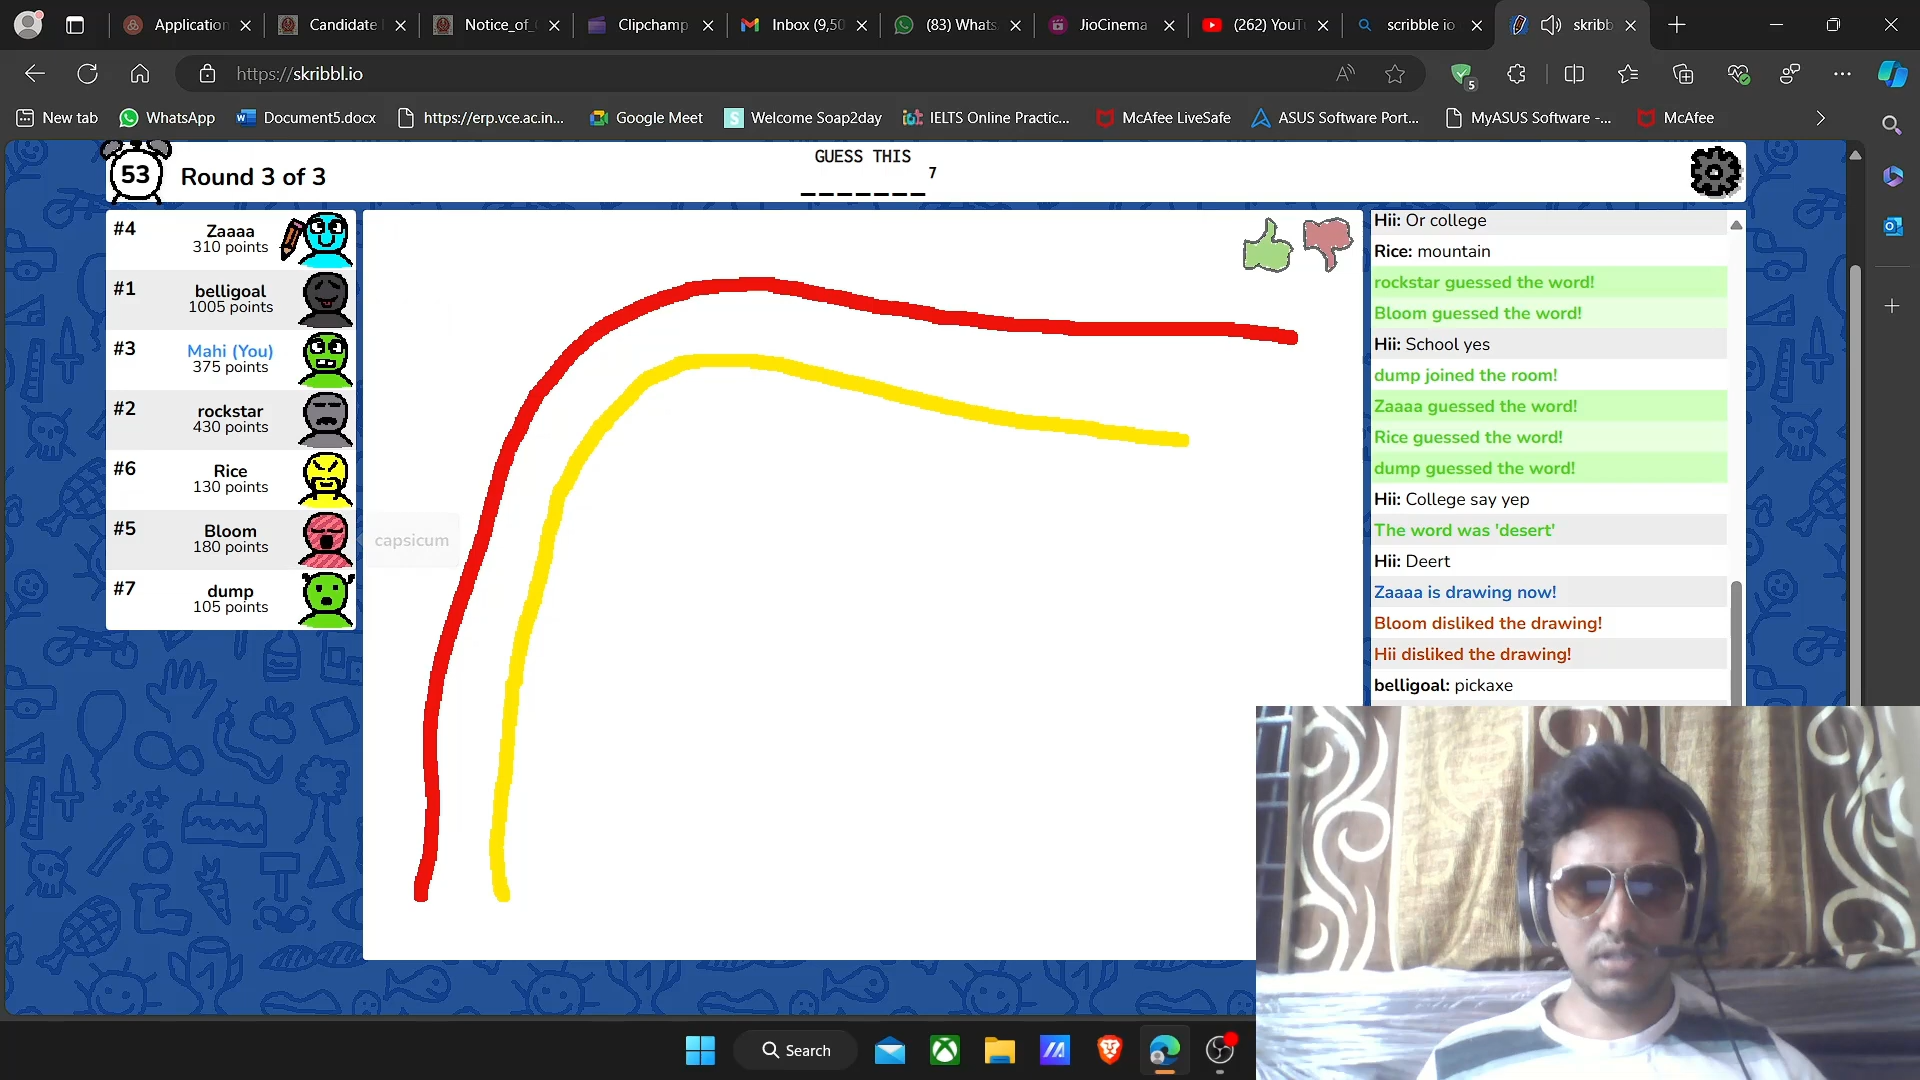 Application
Candidate
Notice_of_
Clipchamp
Inbox (9,50
(83) Whats
JioCinema
(262) YouT
scribble io
skribb
https://skribbl.io
5
New tab
WhatsApp
Document5.docx
https://erp.vce.ac.in...
Google Meet
Welcome Soap2day
IELTS Online Practic...
McAfee LiveSafe
ASUS Software Port...
MyASUS Software -...
McAfee
53
Round 3 of 3
GUESS THIS
_______ 7
#4
Zaaaa
310 points
#1
belligoal
1005 points
#3
Mahi (You)
375 points
#2
rockstar
430 points
#6
Rice
130 points
#5
Bloom
180 points
capsicum
#7
dump
105 points
Hii: Or college
Rice: mountain
rockstar guessed the word!
Bloom guessed the word!
Hii: School yes
dump joined the room!
Zaaaa guessed the word!
Rice guessed the word!
dump guessed the word!
Hii: College say yep
The word was 'desert'
Hii: Deert
Zaaaa is drawing now!
Bloom disliked the drawing!
Hii disliked the drawing!
belligoal: pickaxe
Search